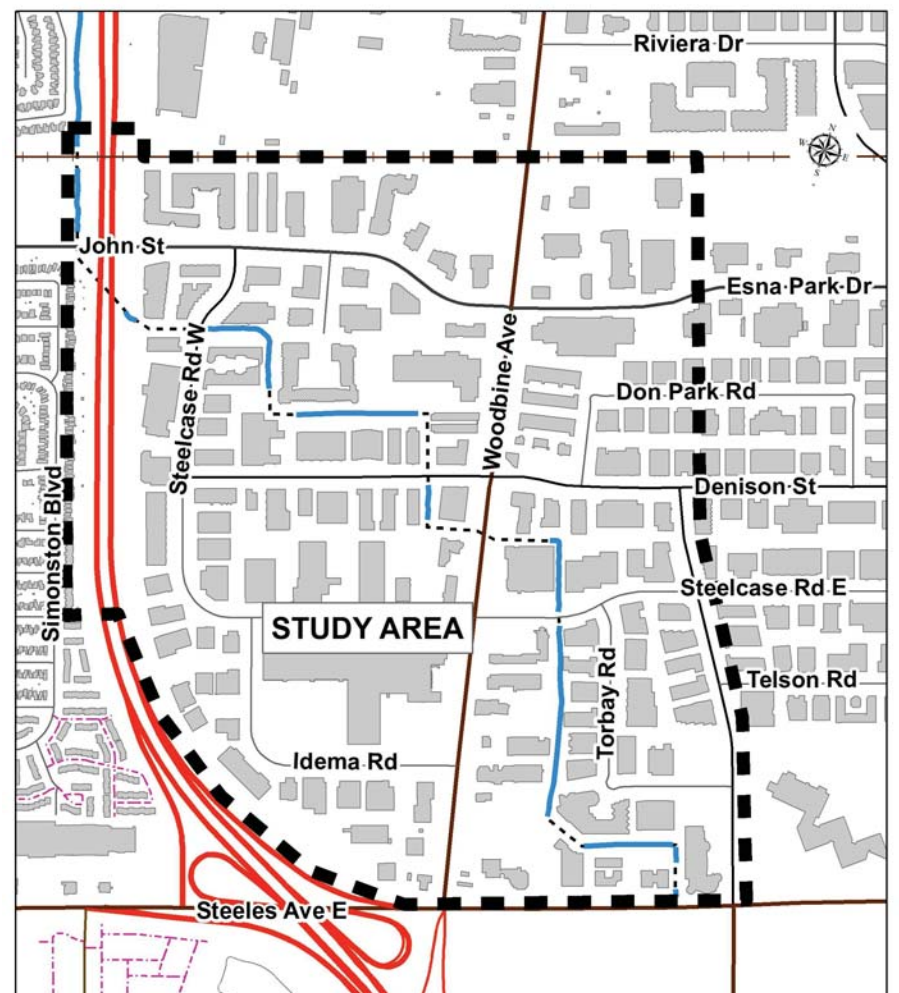 Riviera Dr
N
W
E
S
John St
Esna Park Dr
Steelcase Rd W
Woodbine Ave
Don Park Rd
Simonston Blvd
Denison St
Steelcase Rd E
STUDY AREA
Torbay Rd
Telson Rd
Idema Rd
Steeles Ave E